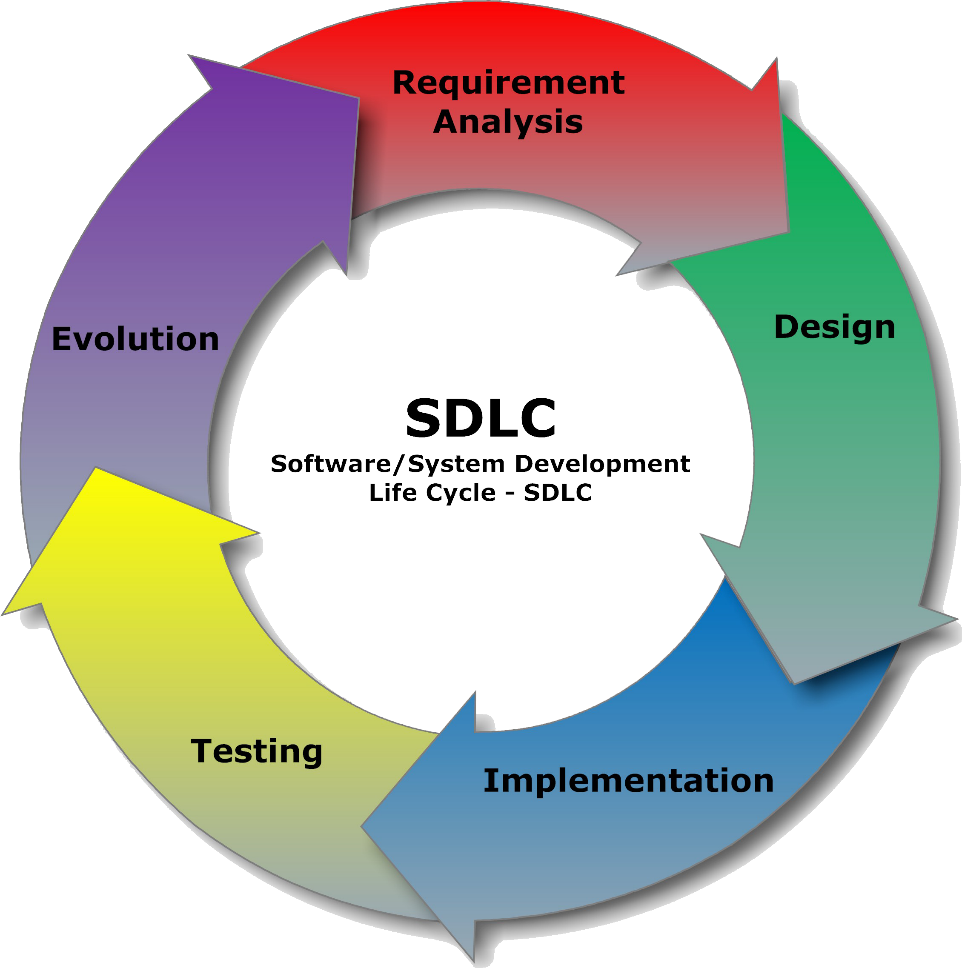 Requirement
Analysis
Design
Evolution
SDLC
Software/System Development
Life Cycle - SDLC
Testing
Implementation